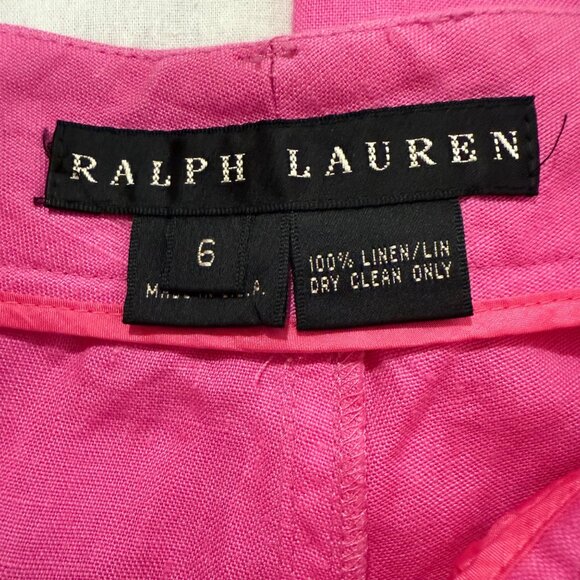 RALPH LAUREN
6
100% LINEN/LIN
DRY CLEAN ONLY